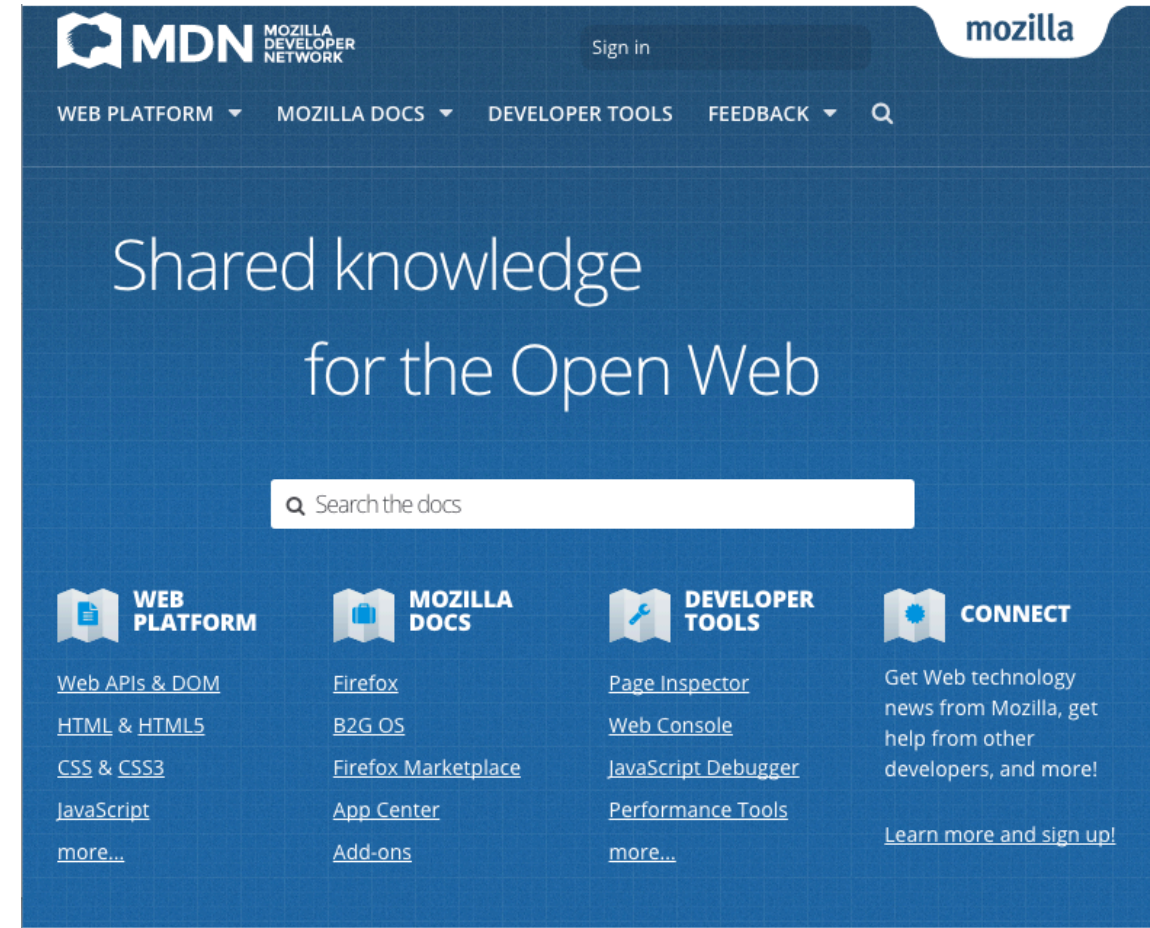 MDN MOZILLA DEVELOPER NETWORK
Sign in
mozilla
WEB PLATFORM MOZILLA DOCS DEVELOPER TOOLS FEEDBACK
Shared knowledge
for the Open Web
Search the docs
WEB
PLATFORM
Web APIs & DOM
HTML & HTML5
CSS & CSS3
JavaScript
more...
MOZILLA
DOCS
Firefox
B2G OS
Firefox Marketplace
App Center
Add-ons
DEVELOPER
TOOLS
Page Inspector
Web Console
JavaScript Debugger
Performance Tools
more...
CONNECT
Get Web technology
news from Mozilla, get
help from other
developers, and more!
Learn more and sign up!